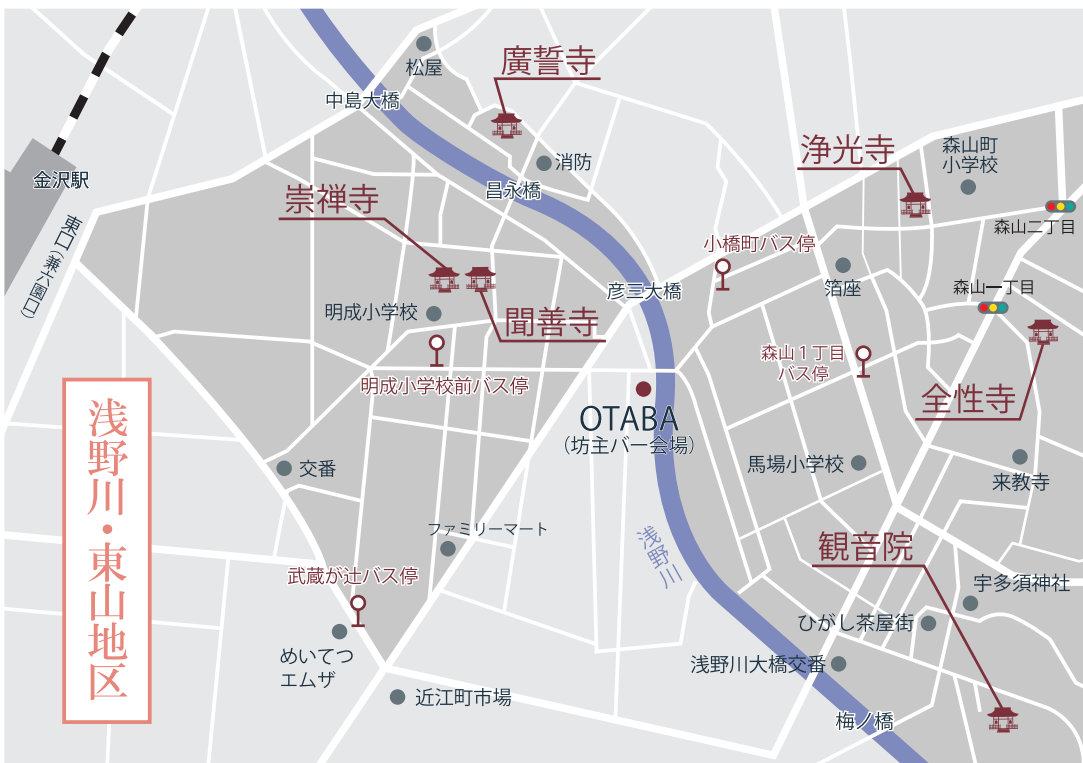 松屋
廣誓寺
中島大橋
消防
昌永橋
金沢駅
東口(兼六園口)
崇禅寺
浄光寺
森山町
小学校
森山二丁目
小橋町バス停
箔座
彦三大橋
森山一丁目
明成小学校
聞善寺
森山1丁目
バス停
明成小学校前バス停
全性寺
OTABA
(坊主バー会場)
馬場小学校
来教寺
交番
ファミリーマート
浅野川
観音院
武蔵が辻バス停
宇多須神社
ひがし茶屋街
めいてつ
エムザ
浅野川大橋交番
近江町市場
梅ノ橋
浅野川・東山地区